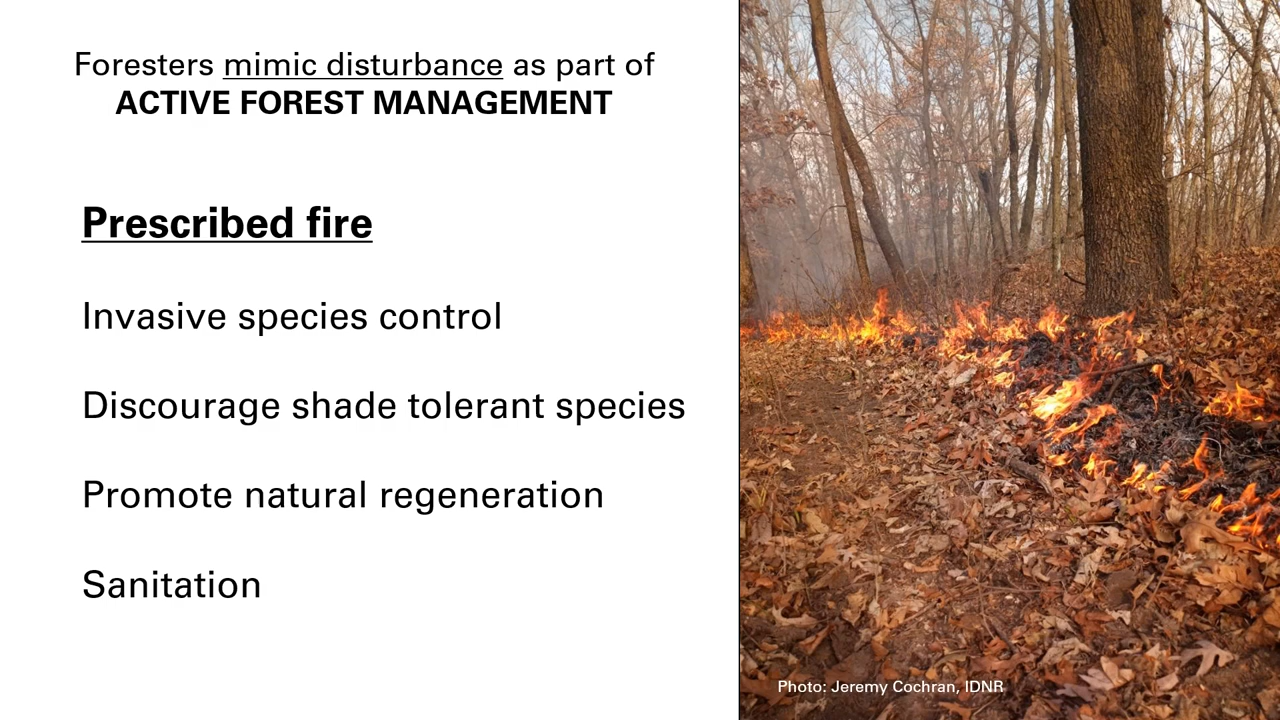 Foresters mimic disturbance as part of
ACTIVE FOREST MANAGEMENT
Prescribed fire
Invasive species control
Discourage shade tolerant species
Promote natural regeneration
Sanitation
Photo: Jeremy Cochran, IDNR